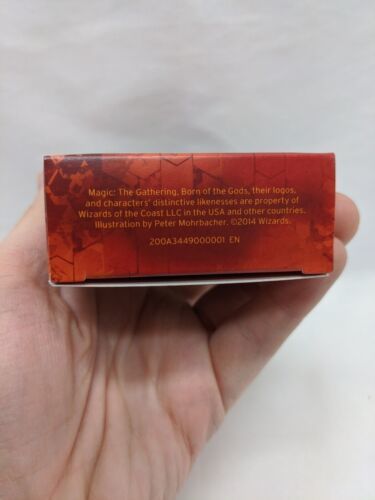 Magic: The Gathering, Born of the Gods, their logos,
and characters' distinctive likenesses are property of
Wizards of the Coast LLC in the USA and other countries.
Illustration by Peter Mohrbacher. ©2014 Wizards.
200A3449000001 EN